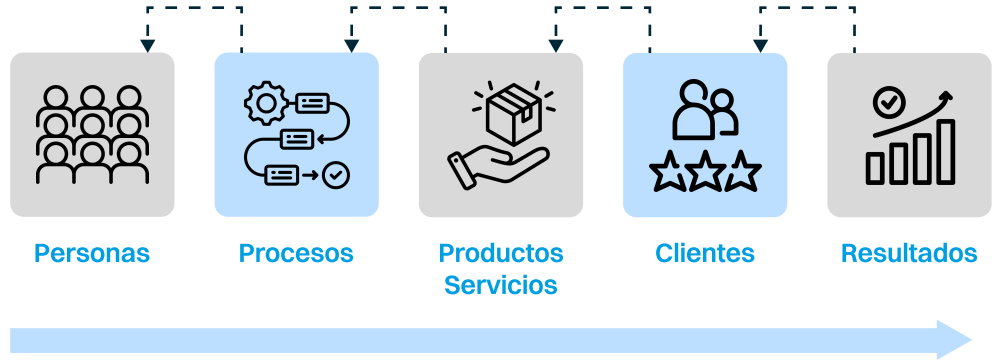 Personas
Procesos
Productos
Servicios
Clientes
Resultados